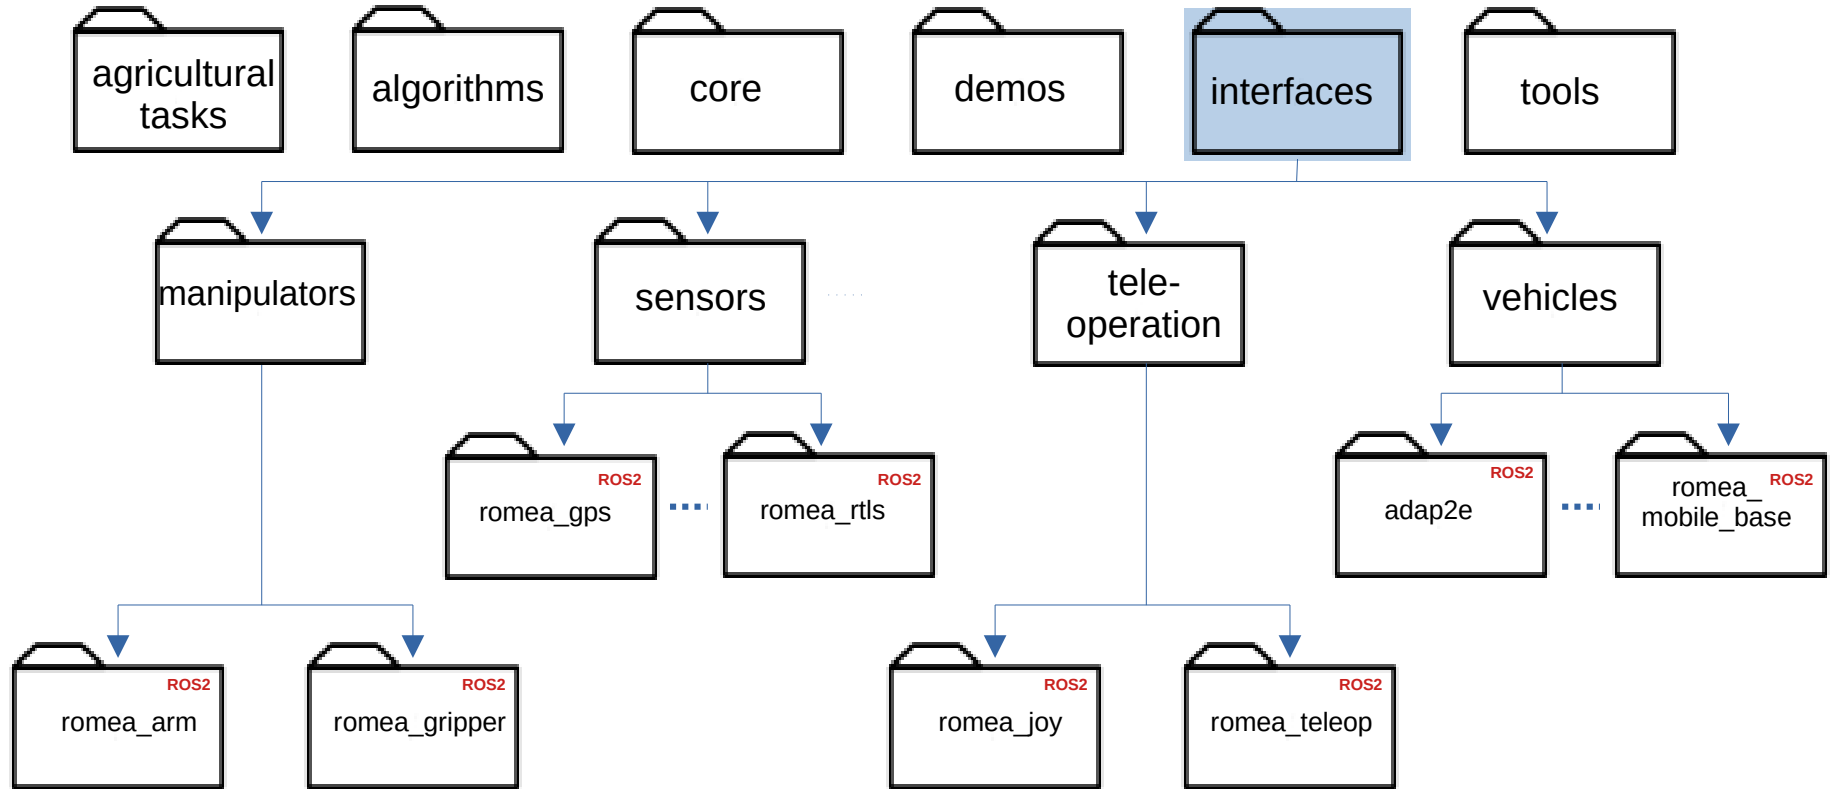 agricultural
tasks
algorithms
core
demos
interfaces
tools
manipulators
sensors
.....
tele-
operation
vehicles
ROS2
romea_gps
ROS2
romea_rtls
ROS2
adap2e
ROS2
romea_
mobile_base
ROS2
romea_arm
ROS2
romea_gripper
ROS2
romea_joy
ROS2
romea_teleop